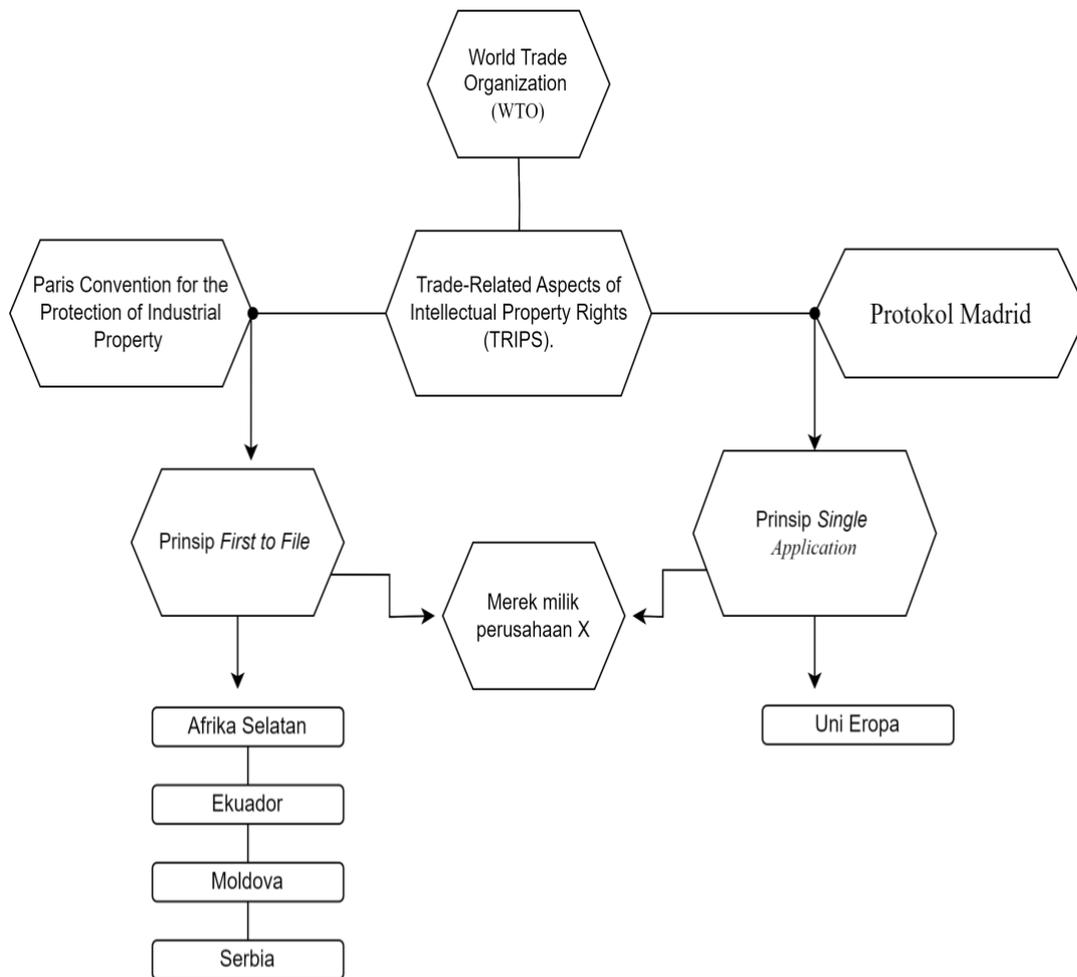 World Trade
Organization
(WTO)
Paris Convention for the
Protection of Industrial
Property
Trade-Related Aspects of
Intellectual Property Rights
(TRIPS).
Protokol Madrid
Prinsip First to File
Prinsip Single
Application
Merek milik
perusahaan X
Afrika Selatan
Ekuador
Moldova
Serbia
Uni Eropa